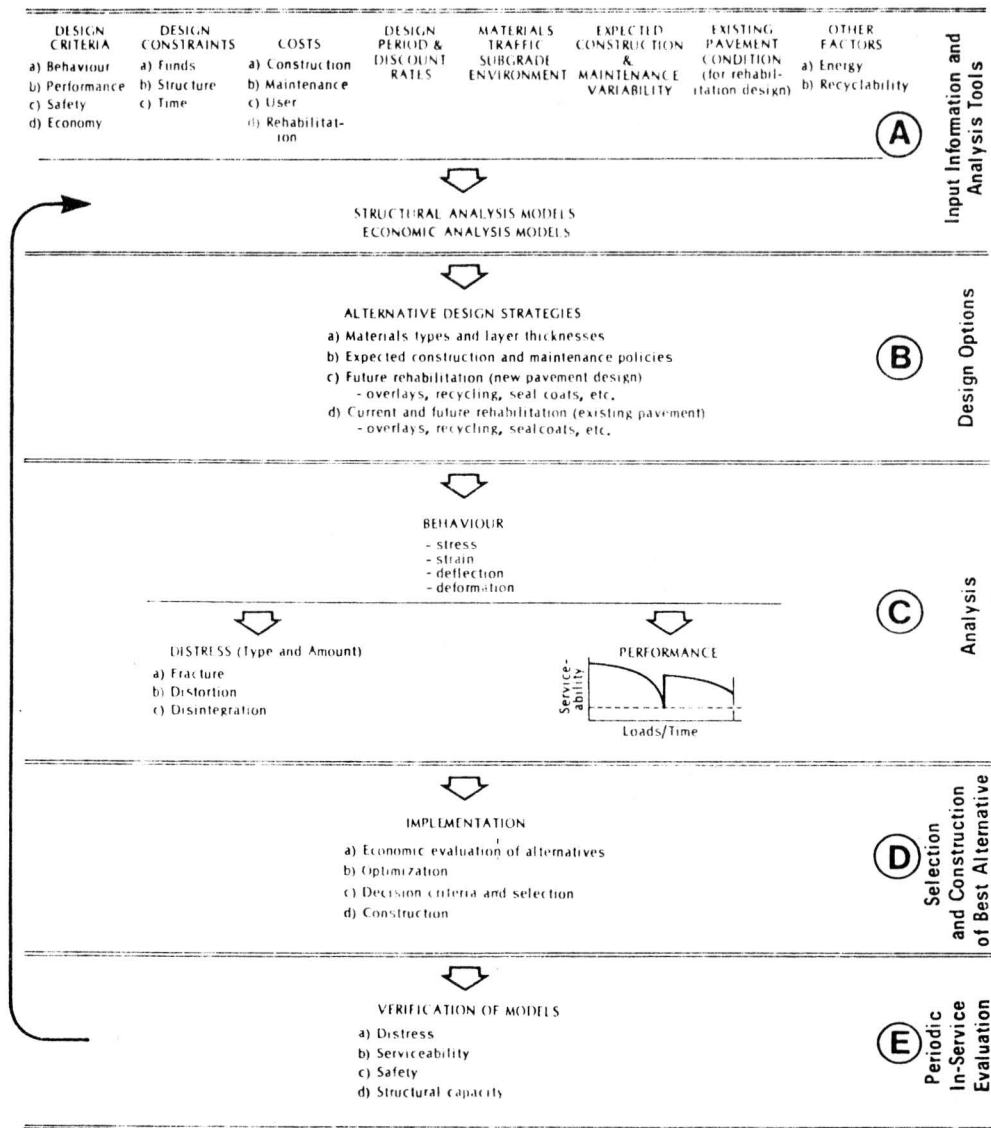 DESIGN
CRITERIA
a) Behaviour
b) Performance
c) Safety
d) Economy
DESIGN
CONSTRAINTS
a) Funds
b) Structure
c) Time
COSTS
a) Construction
b) Maintenance
c) User
d) Rehabilitat-
ion
DESIGN
PERIOD &
DISCOUNT
RATES
MATERIALS
TRAFFIC
SUBGRADE
ENVIRONMENT
EXPECTED
CONSTRUCTION
&
MAINTENANCE
VARIABILITY
EXISTING
PAVEMENT
CONDITION
(for rehabil-
itation design)
OTHER
FACTORS
a) Energy
b) Recyclability
A
Input Information and
Analysis Tools
STRUCTURAL ANALYSIS MODELS
ECONOMIC ANALYSIS MODELS
ALTERNATIVE DESIGN STRATEGIES
a) Materials types and layer thicknesses
b) Expected construction and maintenance policies
c) Future rehabilitation (new pavement design)
- overlays, recycling, seal coats, etc.
d) Current and future rehabilitation (existing pavement)
- overlays, recycling, sealcoats, etc.
B
Design Options
BEHAVIOUR
- stress
- strain
- deflection
- deformation
DISTRESS (Type and Amount)
a) Fracture
b) Distortion
c) Disintegration
PERFORMANCE
Service-
ability
Loads/Time
C
Analysis
IMPLEMENTATION
a) Economic evaluation of alternatives
b) Optimization
c) Decision criteria and selection
d) Construction
D
Selection
and Construction
of Best Alternative
VERIFICATION OF MODELS
a) Distress
b) Serviceability
c) Safety
d) Structural capacity
E
Periodic
In-Service
Evaluation